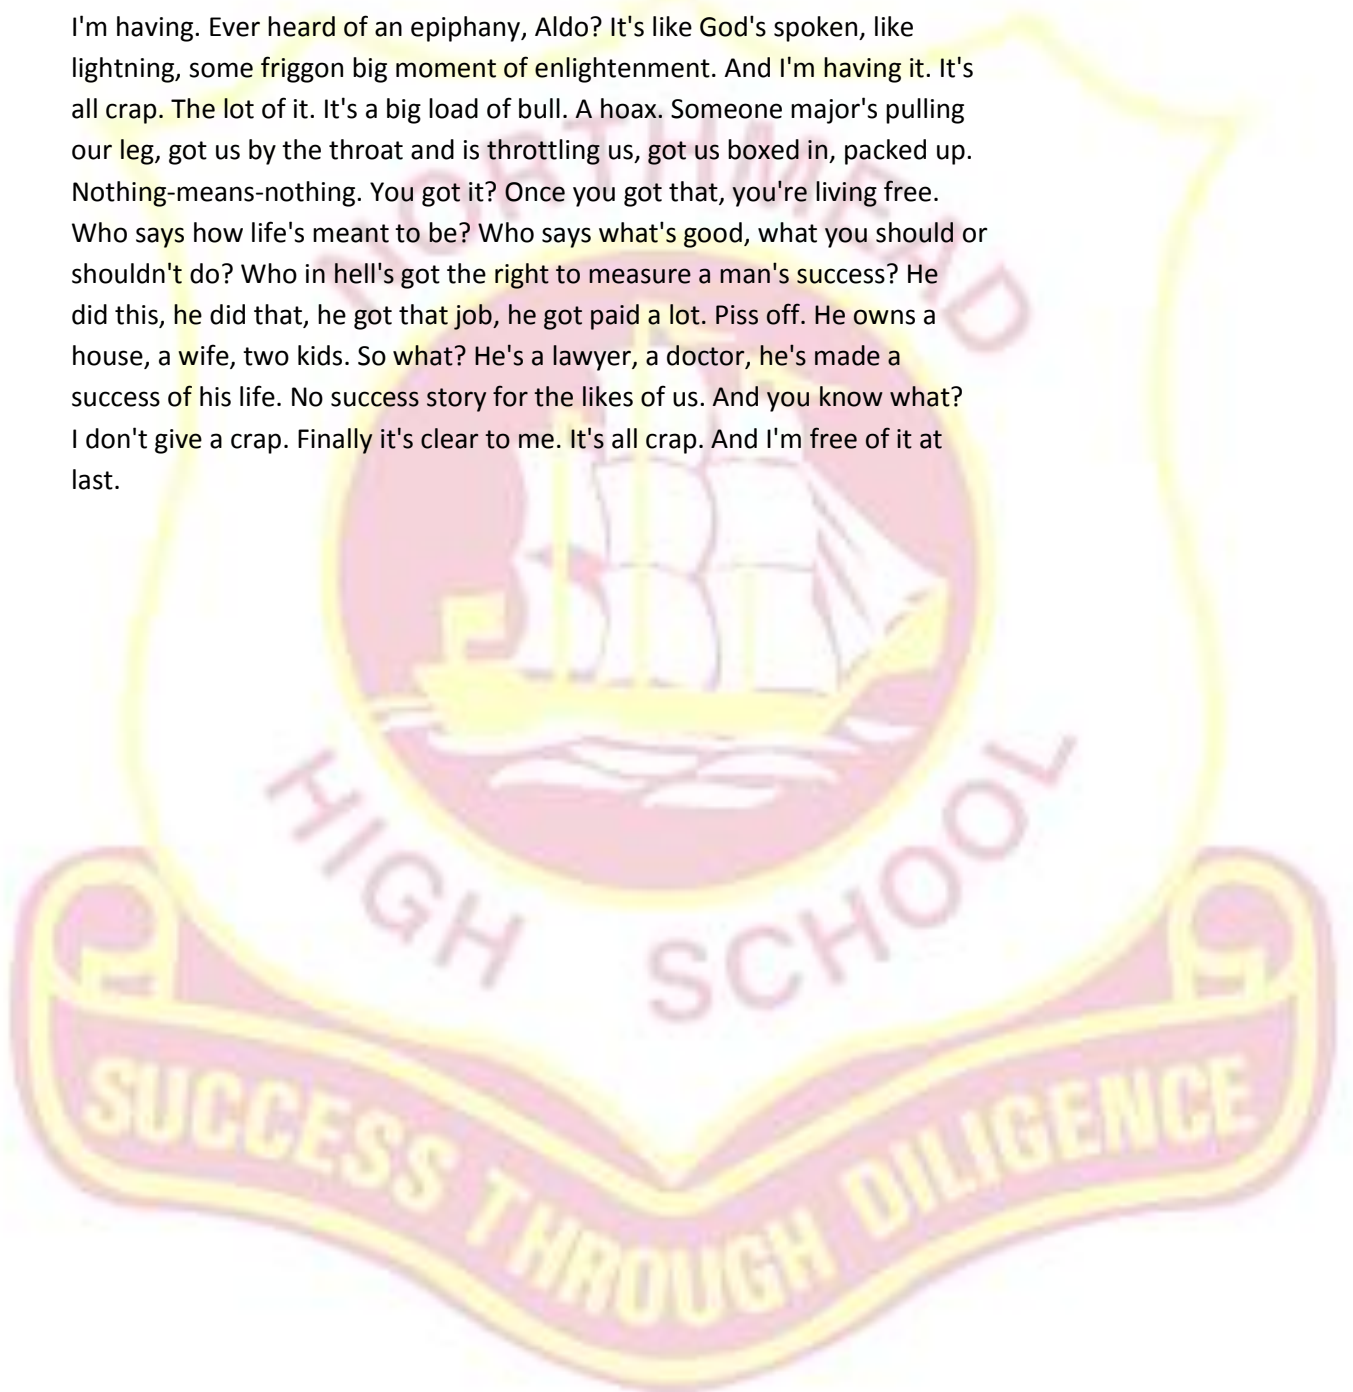 I'm having. Ever heard of an epiphany, Aldo? It's like God's spoken, like
lightning, some friggon big moment of enlightenment. And I'm having it. It's
all crap. The lot of it. It's a big load of bull. A hoax. Someone major's pulling
our leg, got us by the throat and is throttling us, got us boxed in, packed up.
Nothing-means-nothing. You got it? Once you got that, you're living free.
Who says how life's meant to be? Who says what's good, what you should or
shouldn't do? Who in hell's got the right to measure a man's success? He
did this, he did that, he got that job, he got paid a lot. Piss off. He owns a
house, a wife, two kids. So what? He's a lawyer, a doctor, he's made a
success of his life. No success story for the likes of us. And you know what?
I don't give a crap. Finally it's clear to me. It's all crap. And I'm free of it at
last.
NORTHMEAD
HIGH SCHOOL
SUCCESS THROUGH DILIGENCE